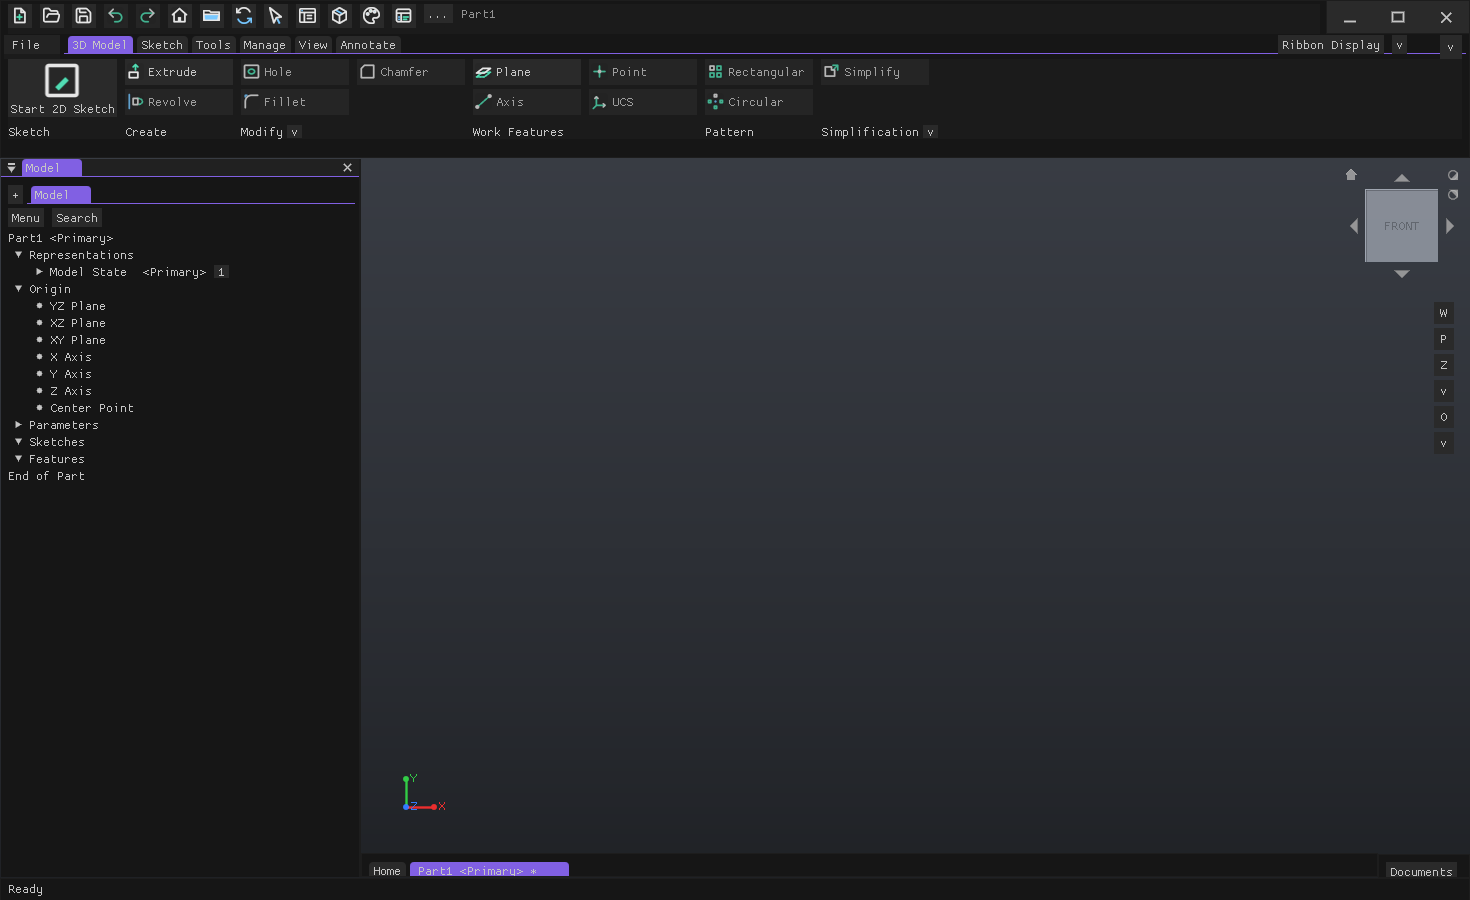 ... Part1
File 3D Model Sketch Tools Manage View Annotate Ribbon Display v v
Extrude Hole Chamfer Plane Point Rectangular Simplify
Start 2D Sketch Revolve Fillet Axis UCS Circular
Sketch Create Modify v Work Features Pattern Simplification v
Model
+ Model
Menu Search
Part1 <Primary>
Representations
Model State <Primary> 1
Origin
YZ Plane
XZ Plane
XY Plane
X Axis
Y Axis
Z Axis
Center Point
Parameters
Sketches
Features
End of Part
FRONT
W
P
Z
v
O
v
Y
Z X
Home Part1 <Primary> * Documents
Ready